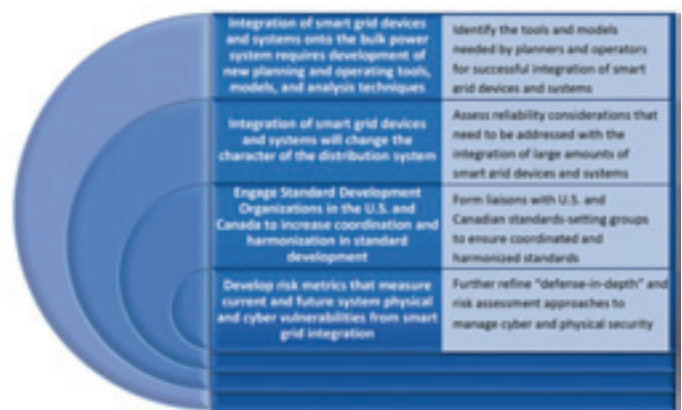 Integration of smart grid devices
and systems onto the bulk power
system requires development of
new planning and operating tools,
models, and analysis techniques
Identify the tools and models
needed by planners and operators
for successful integration of smart
grid devices and systems
Integration of smart grid devices
and systems will change the
character of the distribution system
Assess reliability considerations that
need to be addressed with the
integration of large amounts of
smart grid devices and systems
Engage Standard Development
Organizations in the U.S. and
Canada to increase coordination and
harmonization in standard
development
Form liaisons with U.S. and
Canadian standards-setting groups
to ensure coordinated and
harmonized standards
Develop risk metrics that measure
current and future system physical
and cyber vulnerabilities from smart
grid integration
Further refine "defense-in-depth" and
risk assessment approaches to
manage cyber and physical security